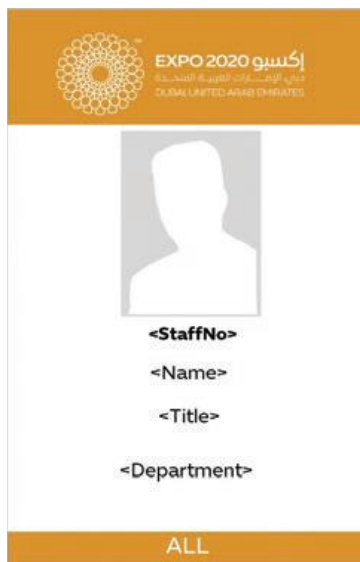 EXPO 2020 إكسبو
دبي، الإمارات العربية المتحدة
DUBAI, UNITED ARAB EMIRATES
<StaffNo>
<Name>
<Title>
<Department>
ALL